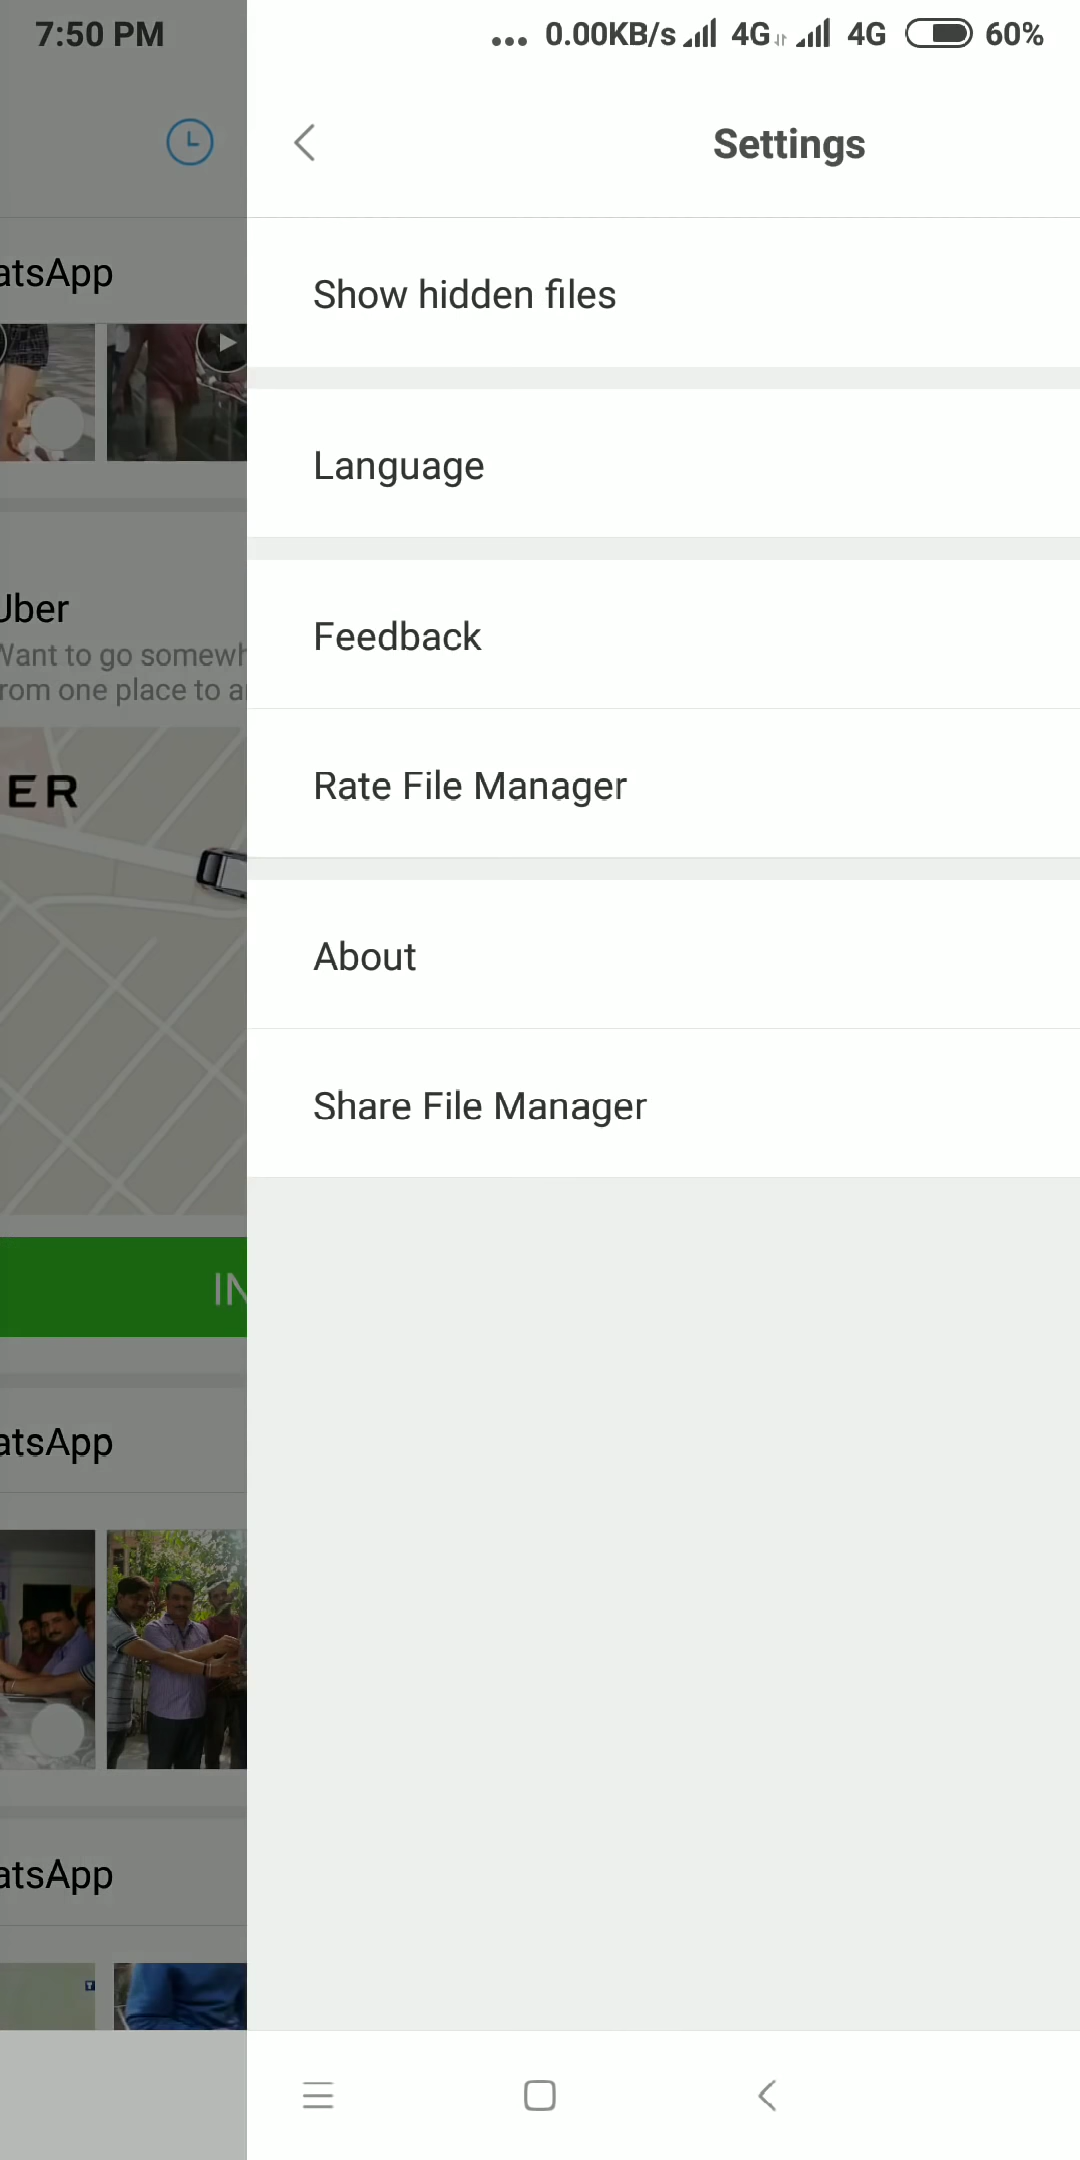 7:50 PM ... 0.00KB/s 4G 4G 60%
Settings
atsApp
Show hidden files
Language
Uber
Want to go somewh
rom one place to a
ER
Feedback
Rate File Manager
About
Share File Manager
IN
atsApp
atsApp